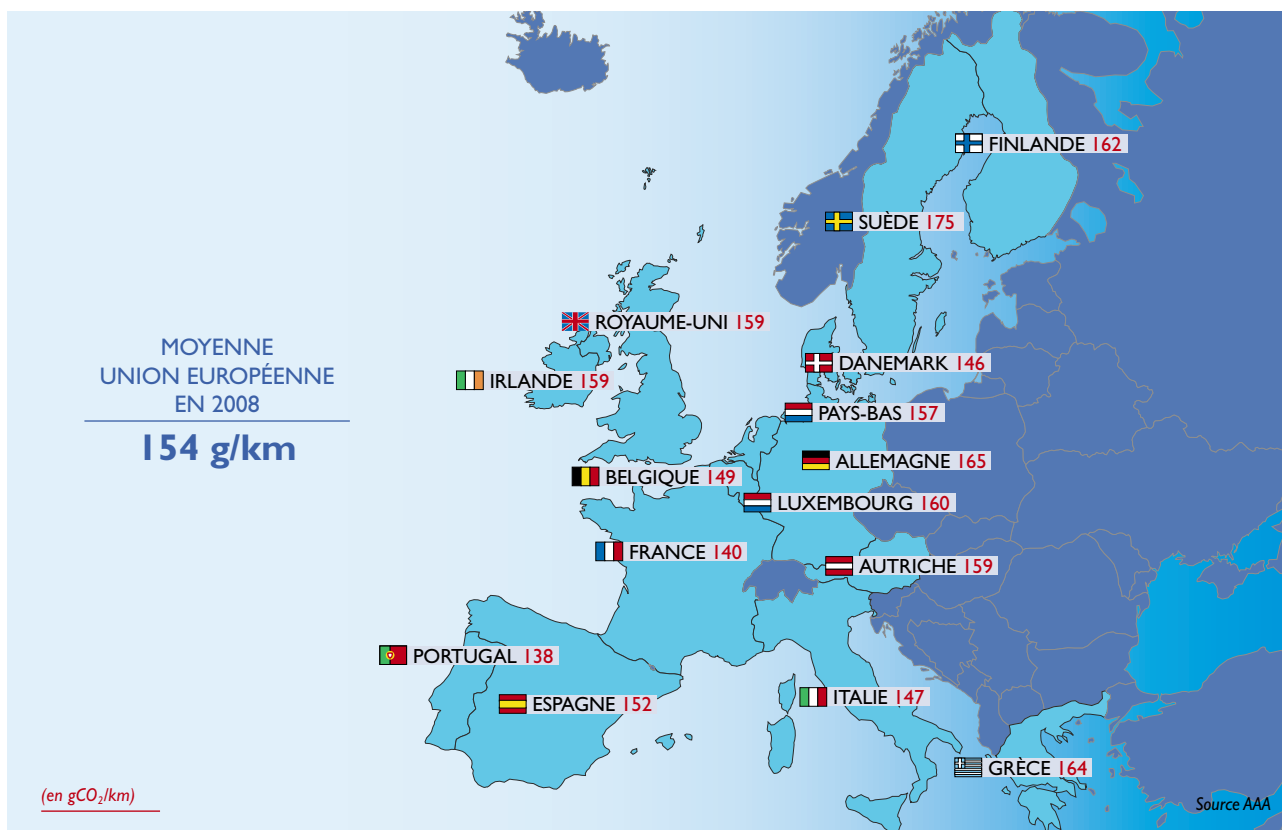 FINLANDE 162
SUÈDE 175
ROYAUME-UNI 159
MOYENNE
UNION EUROPÉENNE
EN 2008
154 g/km
DANEMARK 146
IRLANDE 159
PAYS-BAS 157
ALLEMAGNE 165
BELGIQUE 149
LUXEMBOURG 160
FRANCE 140
AUTRICHE 159
PORTUGAL 138
ESPAGNE 152
ITALIE 147
GRÈCE 164
(en gCO₂/km)
Source AAA